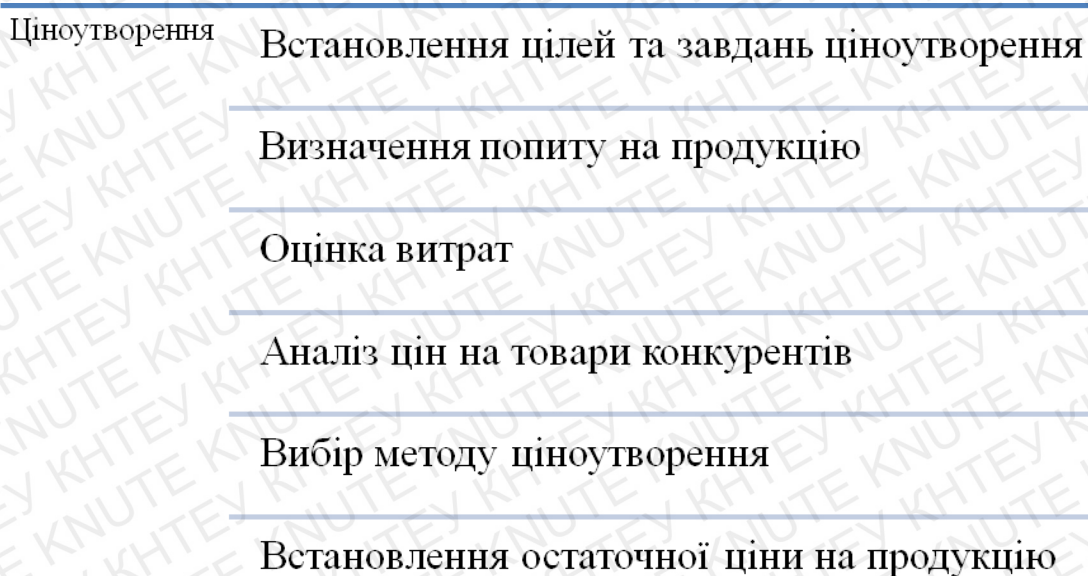 Ціноутворення
Встановлення цілей та завдань ціноутворення
Визначення попиту на продукцію
Оцінка витрат
Аналіз цін на товари конкурентів
Вибір методу ціноутворення
Встановлення остаточної ціни на продукцію